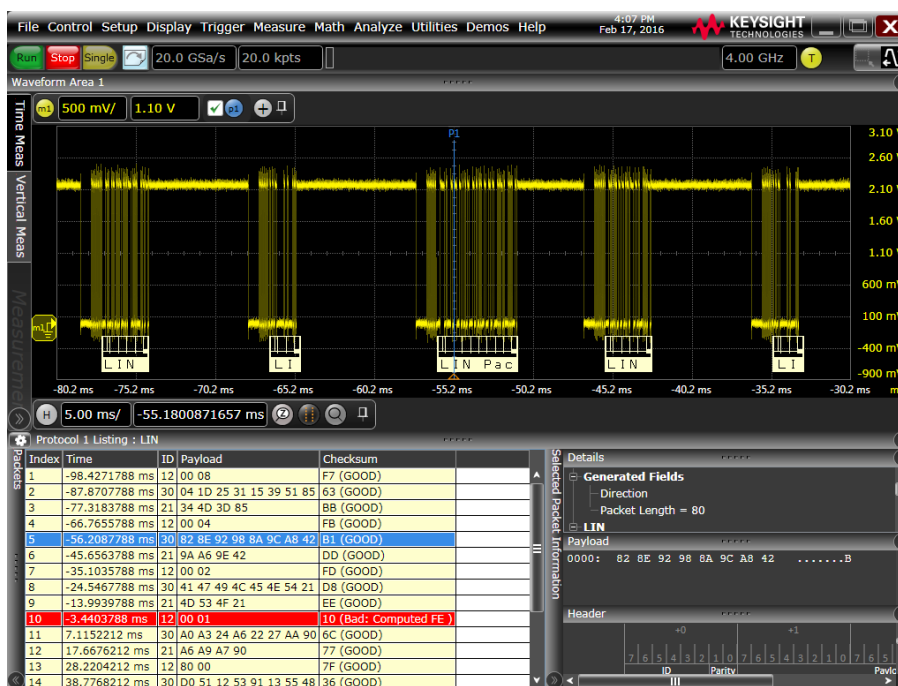 File Control Setup Display Trigger Measure Math Analyze Utilities Demos Help
4:07 PM
Feb 17, 2016
KEYSIGHT
TECHNOLOGIES
Run Stop Single 20.0 GSa/s 20.0 kpts 4.00 GHz T
Waveform Area 1
Time Meas
Vertical Meas
Measurements
m1 500 mV/ 1.10 V p1
P1
3.10
2.60
2.10
1.60
1.10
600 m
100 m
-400 m
-900 m
m1
LIN LI LIN Pac LIN LI
-80.2 ms -75.2 ms -70.2 ms -65.2 ms -60.2 ms -55.2 ms -50.2 ms -45.2 ms -40.2 ms -35.2 ms -30.2 ms
H 5.00 ms/ -55.1800871657 ms Z
Protocol 1 Listing : LIN
Packets
Index Time ID Payload Checksum
1 -98.4271788 ms 12 00 08 F7 (GOOD)
2 -87.8707788 ms 30 04 1D 25 31 15 39 51 85 63 (GOOD)
3 -77.3183788 ms 21 34 4D 3D 85 BB (GOOD)
4 -66.7655788 ms 12 00 04 FB (GOOD)
5 -56.2087788 ms 30 82 8E 92 98 8A 9C A8 42 B1 (GOOD)
6 -45.6563788 ms 21 9A A6 9E 42 DD (GOOD)
7 -35.1035788 ms 12 00 02 FD (GOOD)
8 -24.5467788 ms 30 41 47 49 4C 45 4E 54 21 D8 (GOOD)
9 -13.9939788 ms 21 4D 53 4F 21 EE (GOOD)
10 -3.4403788 ms 12 00 01 10 (Bad: Computed FE )
11 7.1152212 ms 30 A0 A3 24 A6 22 27 AA 90 6C (GOOD)
12 17.6676212 ms 21 A6 A9 A7 90 77 (GOOD)
13 28.2204212 ms 12 80 00 7F (GOOD)
14 38.7768212 ms 30 D0 51 12 53 91 13 55 48 36 (GOOD)
Selected Packet Information
Details
Generated Fields
Direction
Packet Length = 80
LIN
Payload
0000: 82 8E 92 98 8A 9C A8 42 .......B
Header
+0 +1
7 6 5 4 3 2 1 0 7 6 5 4 3 2 1 0 7 6 5
ID Parity